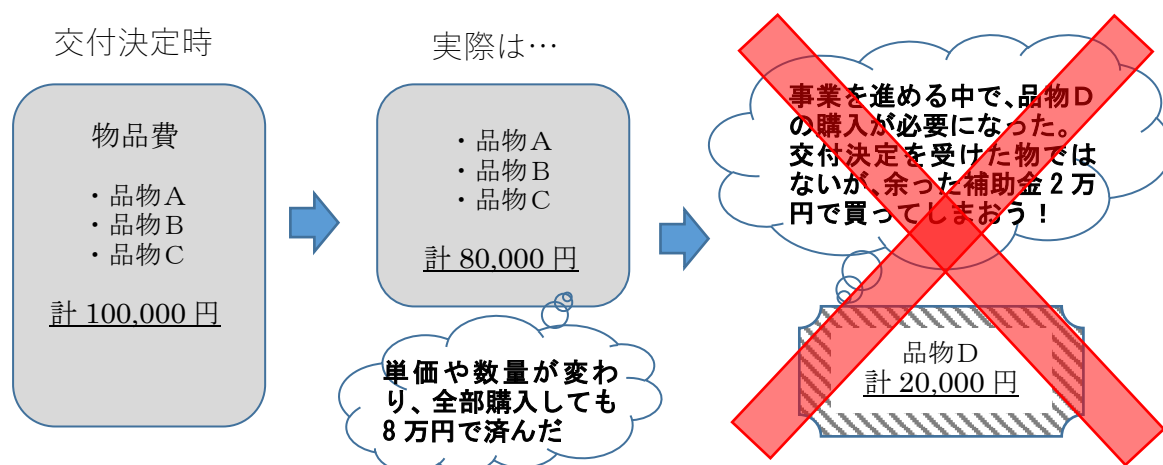 交付決定時
物品費
・品物Ａ
・品物Ｂ
・品物Ｃ
計 100,000 円
実際は…
・品物Ａ
・品物Ｂ
・品物Ｃ
計 80,000 円
単価や数量が変わ
り、全部購入しても
8 万円で済んだ
事業を進める中で、品物Ｄ
の購入が必要になった。
交付決定を受けた物では
ないが、余った補助金２万
円で買ってしまおう！
品物Ｄ
計 20,000 円